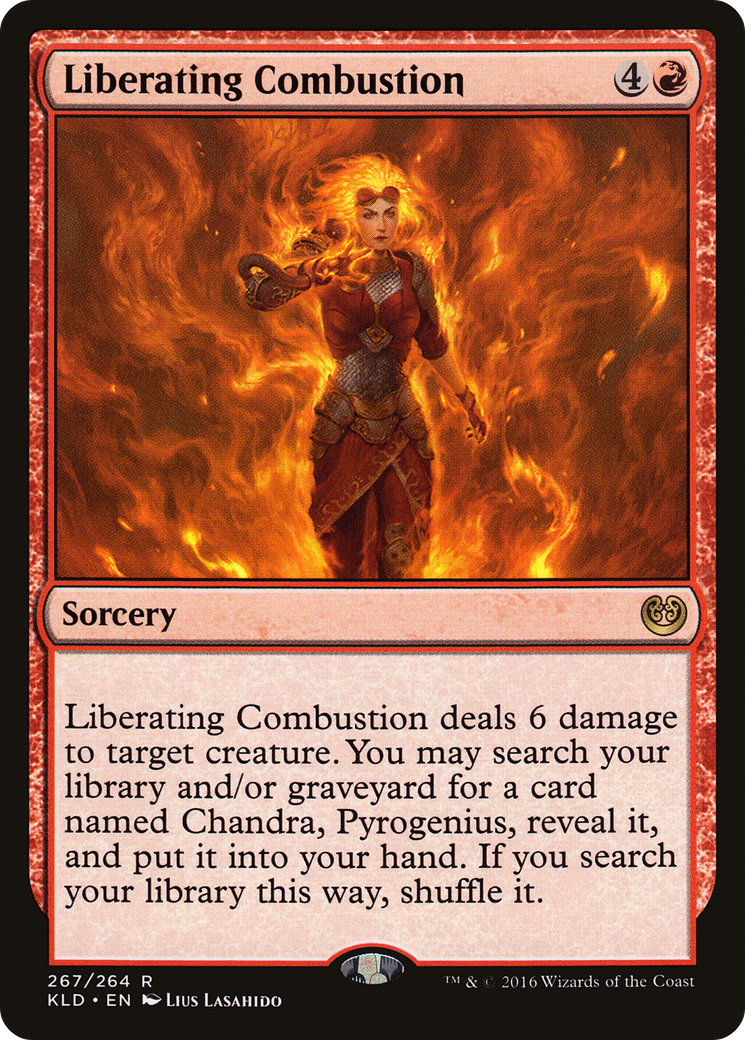 Liberating Combustion 4
Sorcery
Liberating Combustion deals 6 damage
to target creature. You may search your
library and/or graveyard for a card
named Chandra, Pyrogenius, reveal it,
and put it into your hand. If you search
your library this way, shuffle it.
267/264 R
™ & © 2016 Wizards of the Coast
KLD • EN Lius Lasahido